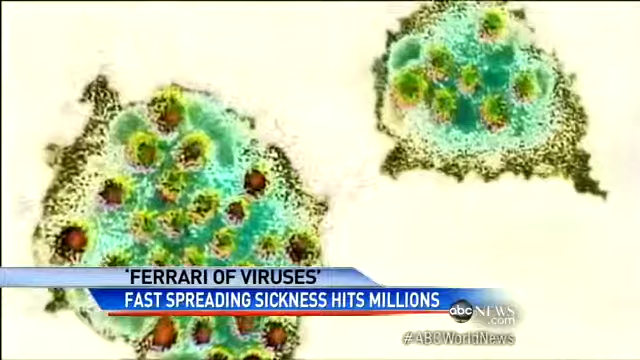 'FERRARI OF VIRUSES'
FAST SPREADING SICKNESS HITS MILLIONS
abc NEWS
.com
#ABCWorldNews